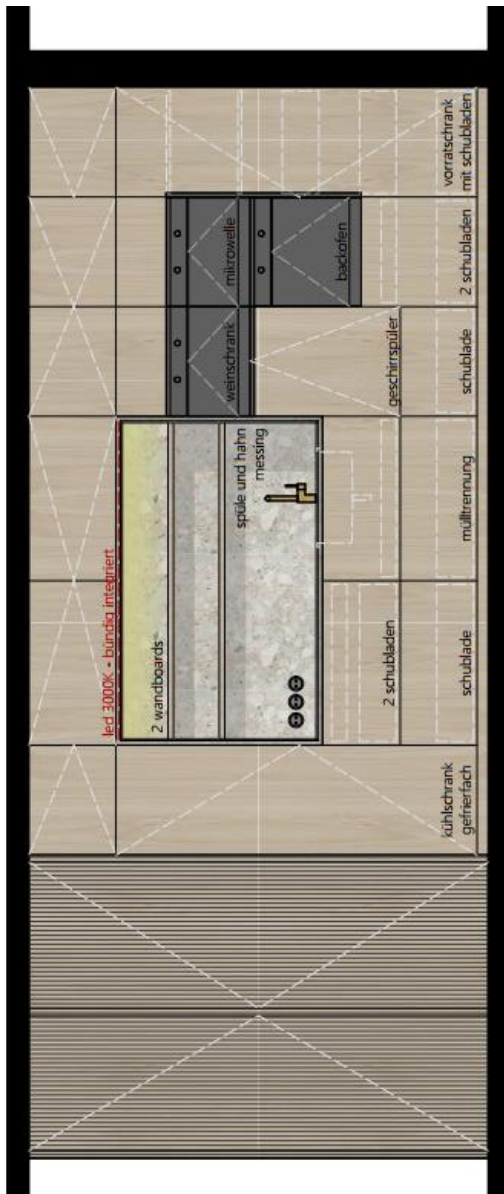 led 3000K • bündig integriert
2 wandboards
weinschrank
mikrowelle
spüle und hahn
messing
backofen
2 schubladen
geschirrspüler
kühlschrank
gefrierfach
schublade
mülltrennung
schublade
2 schubladen
vorratschrank
mit schubladen